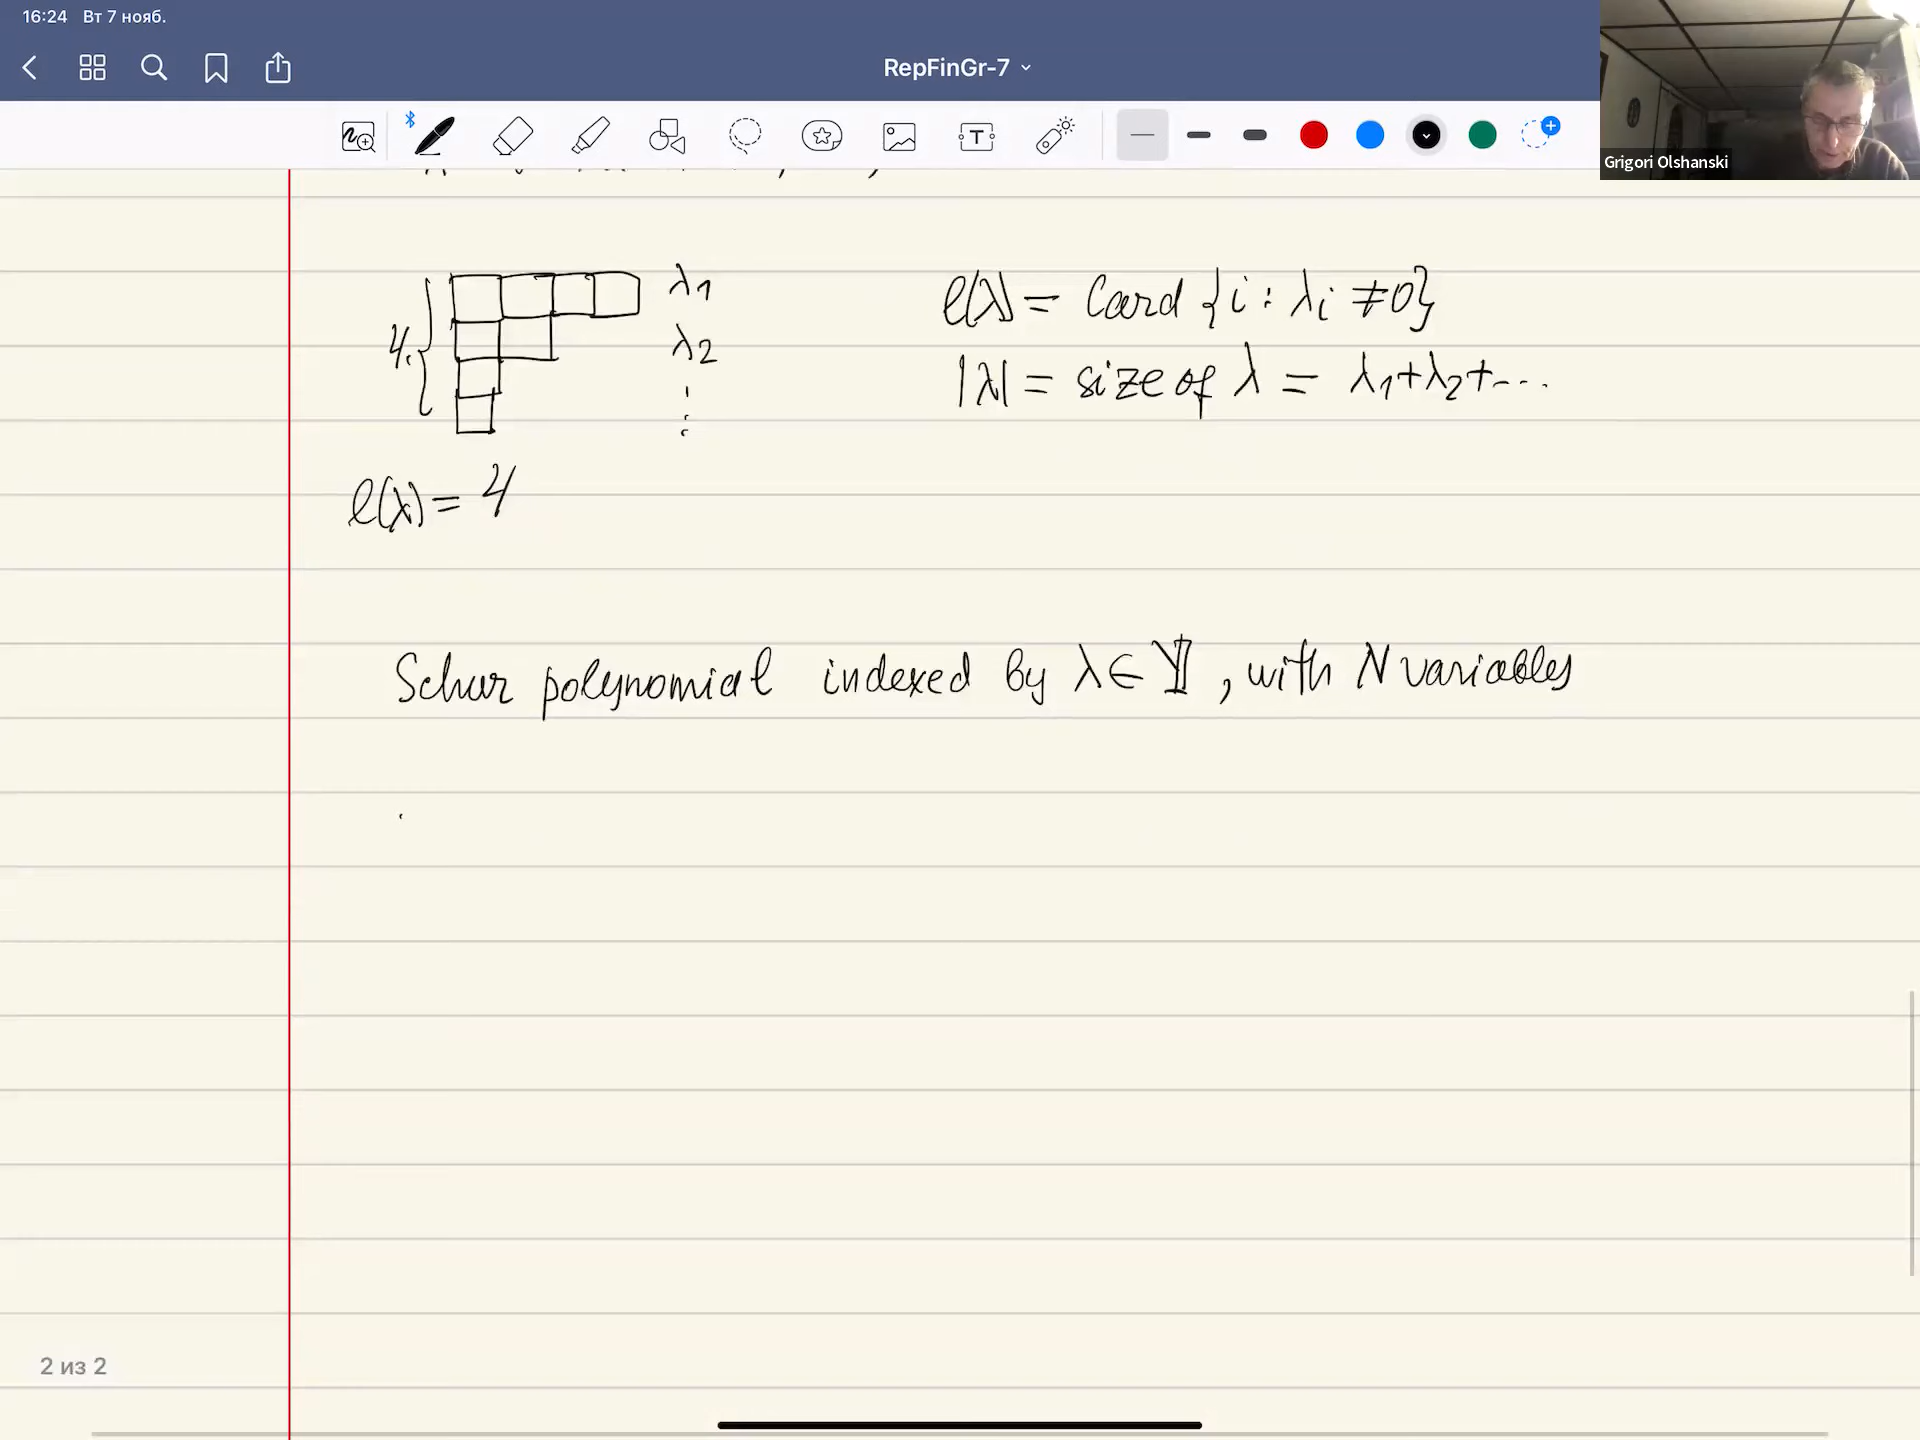 16:24 Вт 7 нояб.
RepFinGr-7
Grigori Olshanski
λ1
λ2
4.
ℓ(λ) = Card {i : λi ≠ 0}
|λ| = size of λ = λ1+λ2+...
ℓ(λ) = 4
Schur polynomial indexed by λ ∈ 𝕐, with N variables
2 из 2